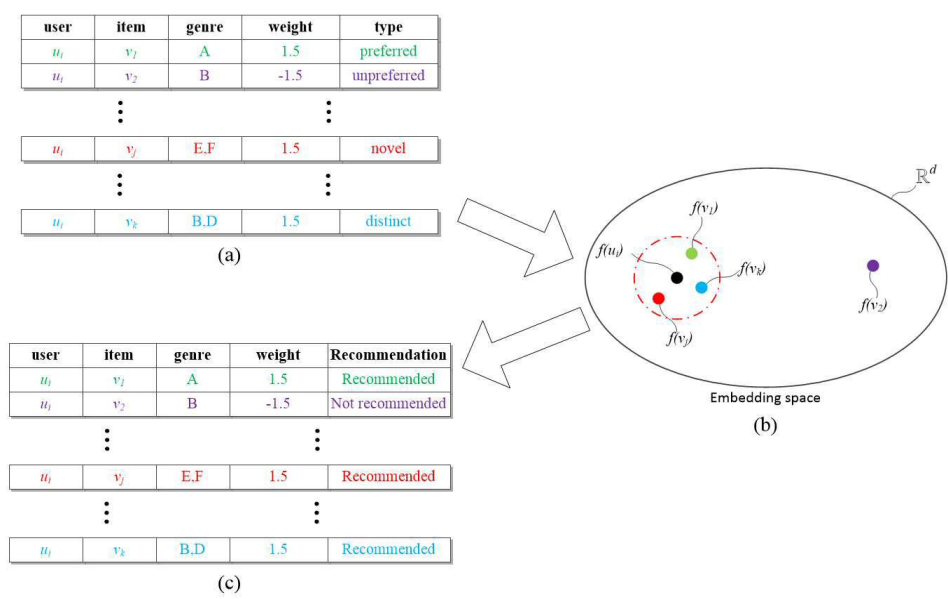 user item genre weight type
u_i v_1 A 1.5 preferred
u_i v_2 B -1.5 unpreferred
u_i v_j E,F 1.5 novel
u_i v_k B,D 1.5 distinct
(a)
ℝ^d
f(v_1)
f(u_i)
f(v_k)
f(v_2)
f(v_j)
Embedding space
(b)
user item genre weight Recommendation
u_i v_1 A 1.5 Recommended
u_i v_2 B -1.5 Not recommended
u_i v_j E,F 1.5 Recommended
u_i v_k B,D 1.5 Recommended
(c)